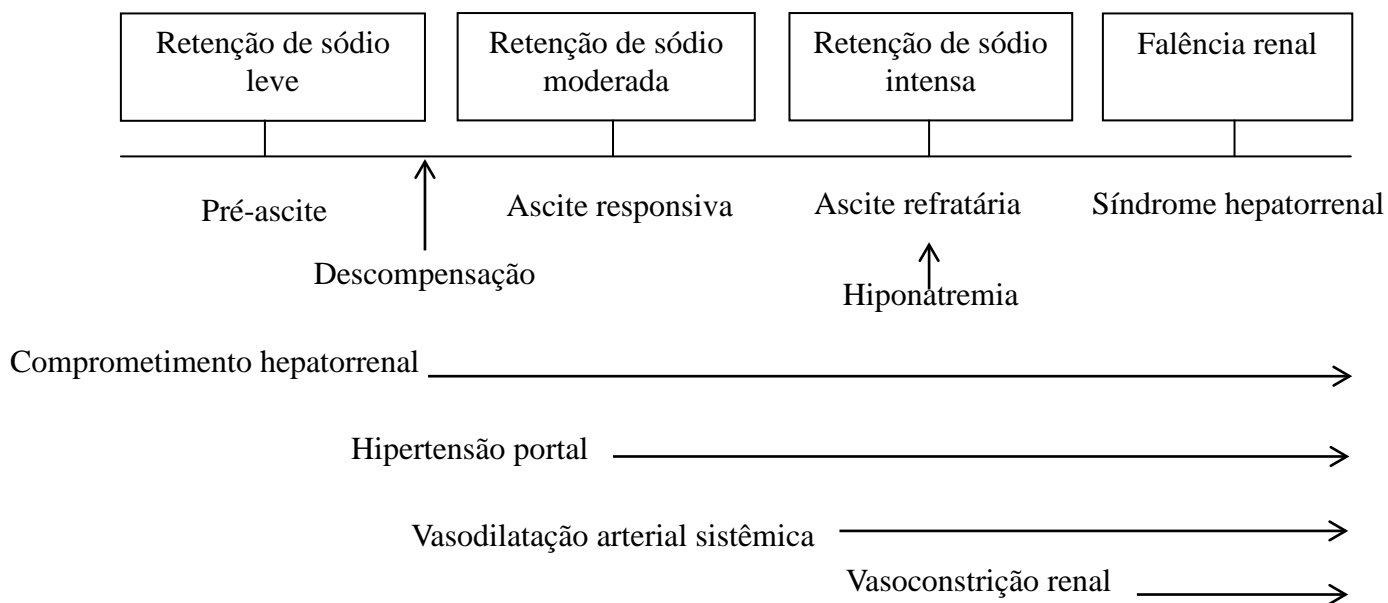 Retenção de sódio
leve
Retenção de sódio
moderada
Retenção de sódio
intensa
Falência renal
Pré-ascite
Ascite responsiva
Ascite refratária
Síndrome hepatorrenal
Descompensação
Hiponatremia
Comprometimento hepatorrenal
Hipertensão portal
Vasodilatação arterial sistêmica
Vasoconstrição renal